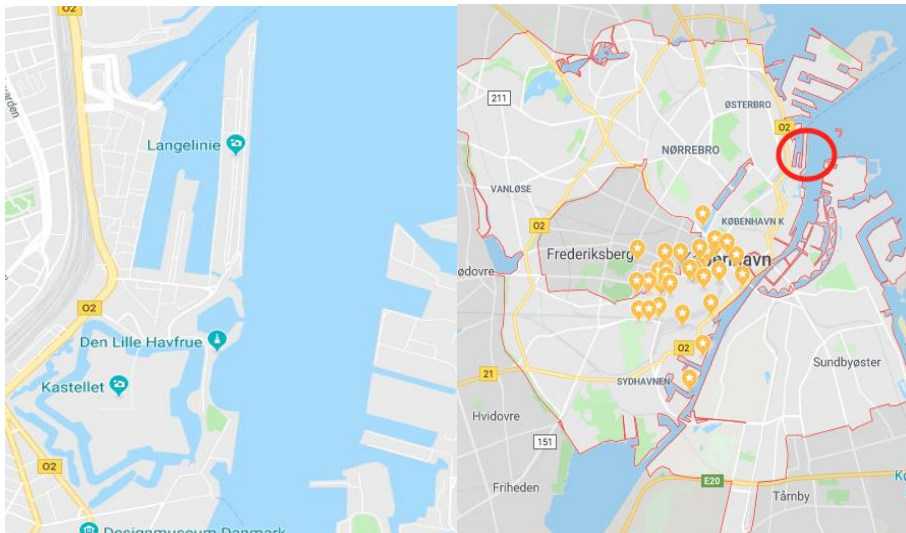 O2
Langelinie
O2
Den Lille Havfrue
Kastellet
O2
Designmuseum Danmark
211
ØSTERBRO
O2
NØRREBRO
VANLØSE
KØBENHAVN K
O2
Frederiksberg
O2
21
SYDHAVNEN
Sundbyøster
Hvidovre
151
E20
Friheden
Tårnby